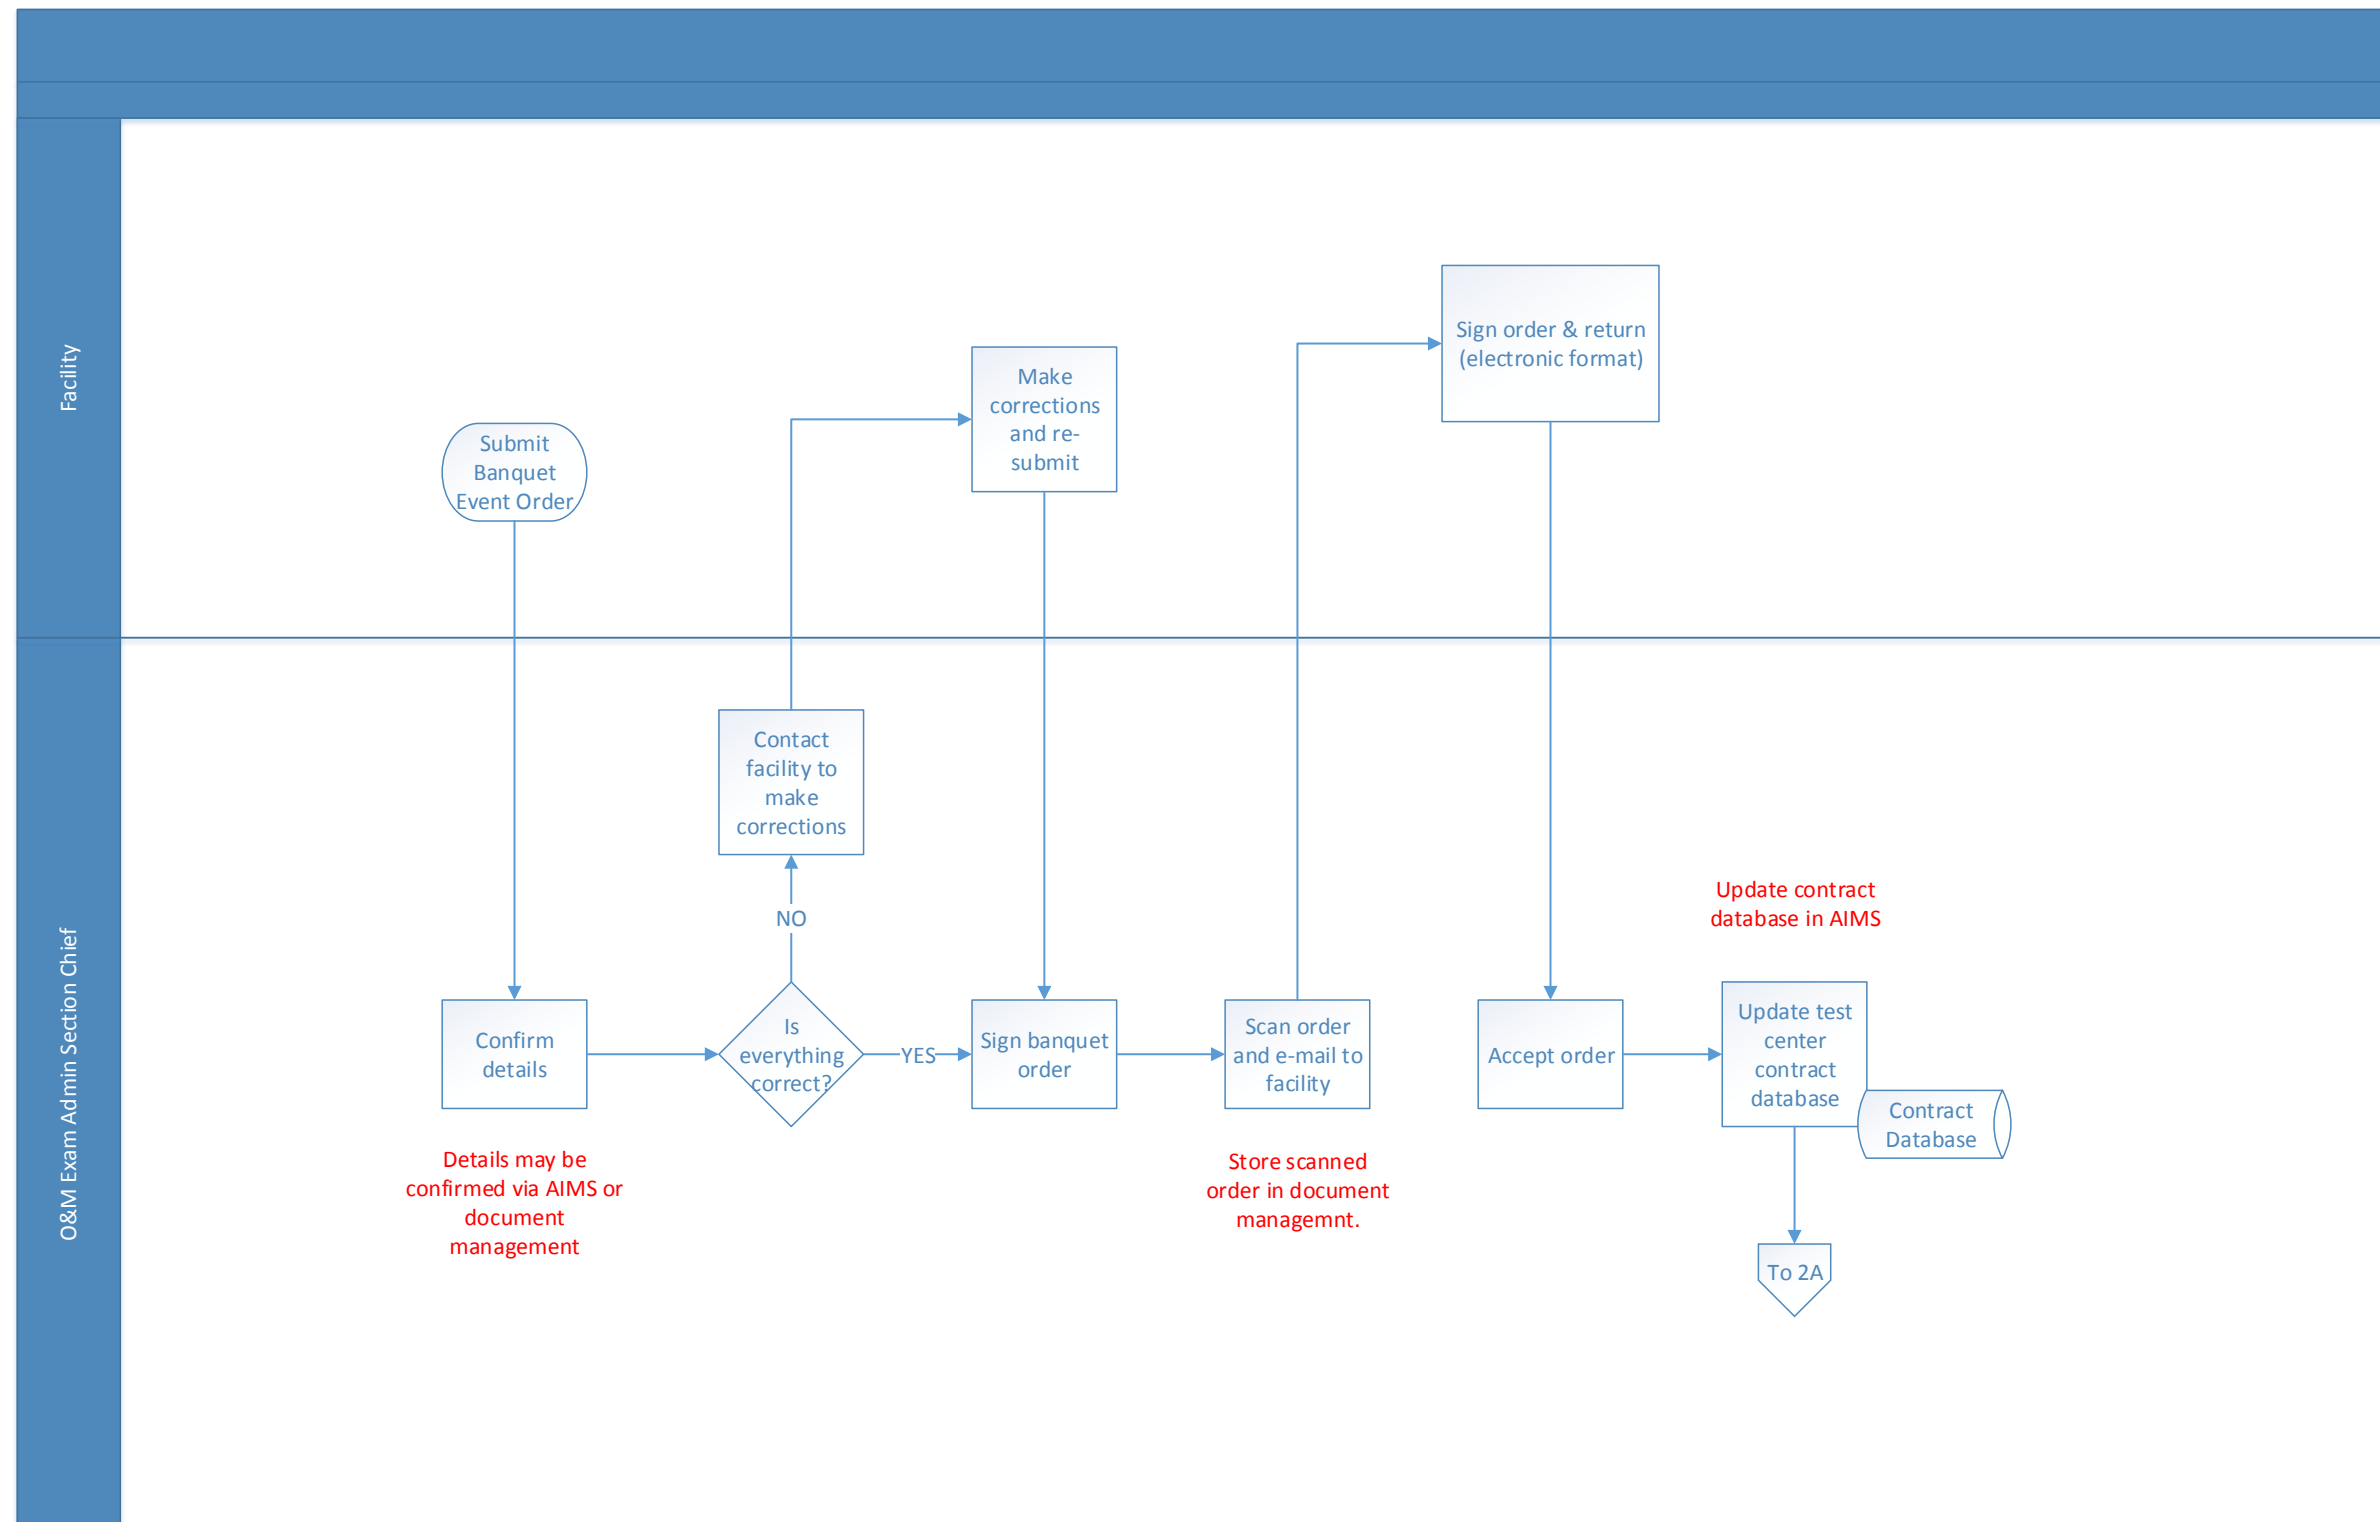 Facility
Submit
Banquet
Event Order
Make
corrections
and re-
submit
Sign order & return
(electronic format)
O&M Exam Admin Section Chief
Contact
facility to
make
corrections
NO
Confirm
details
Is
everything
correct?
YES
Sign banquet
order
Scan order
and e-mail to
facility
Accept order
Update contract
database in AIMS
Update test
center
contract
database
Contract
Database
Details may be
confirmed via AIMS or
document
management
Store scanned
order in document
managemnt.
To 2A